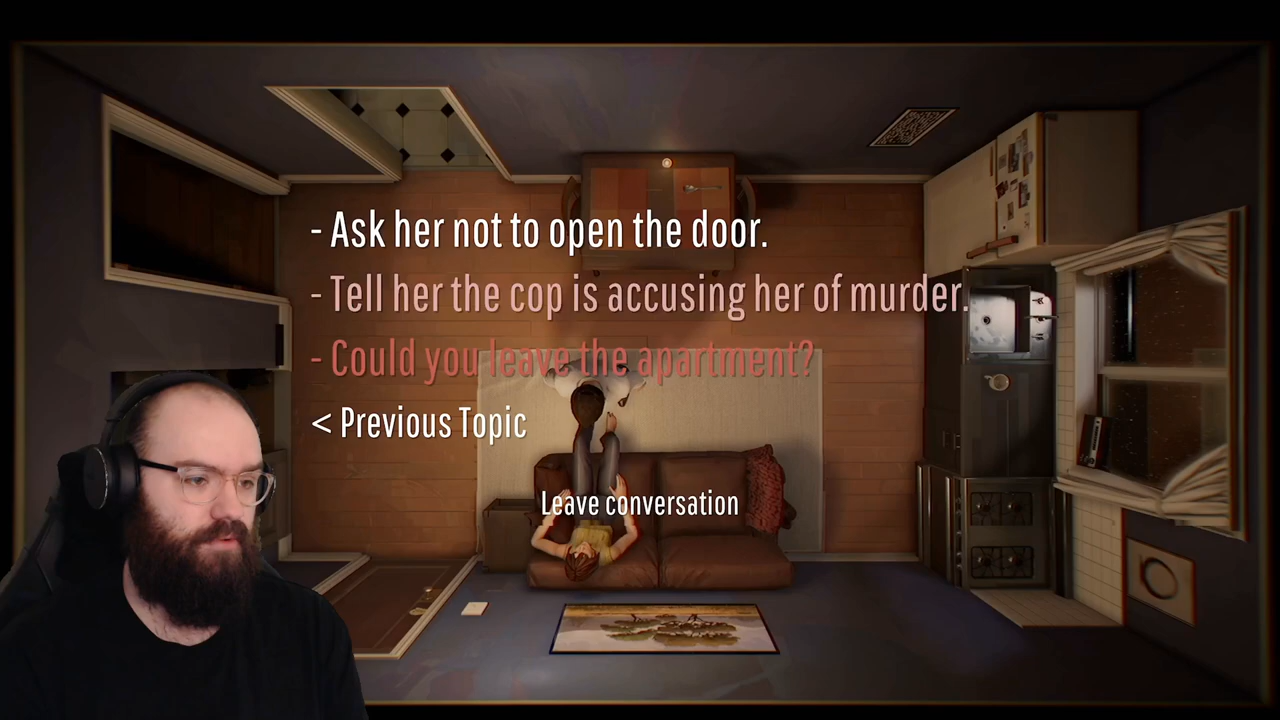 - Ask her not to open the door.
- Tell her the cop is accusing her of murder.
- Could you leave the apartment?
< Previous Topic
Leave conversation